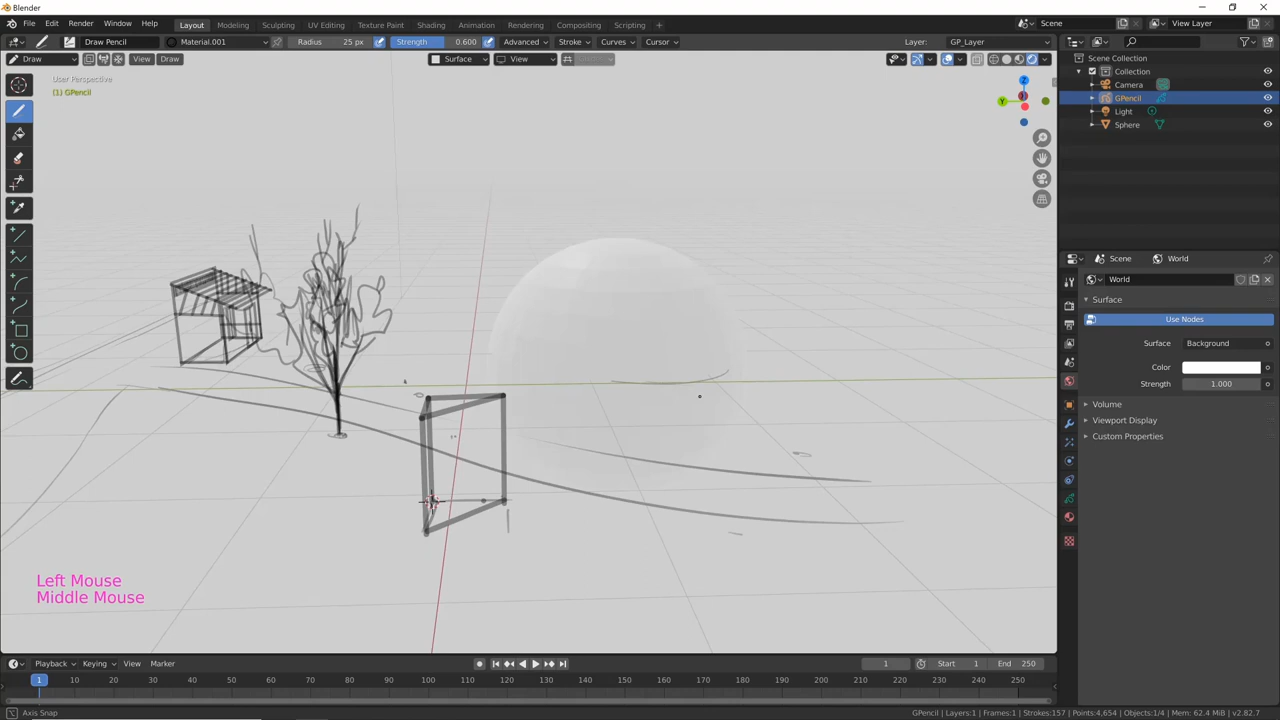 Blender
File Edit Render Window Help Layout Modeling Sculpting UV Editing Texture Paint Shading Animation Rendering Compositing Scripting + Scene View Layer
Draw Pencil Material.001 Radius 25 px Strength 0.600 Advanced Stroke Curves Cursor Layer: GP_Layer
Draw View Draw Surface View
User Perspective
(1) GPencil
Scene Collection
Collection
Camera
GPencil
Light
Sphere
Z
Y
Scene World
World
Surface
Use Nodes
Surface Background
Color
Strength 1.000
Volume
Viewport Display
Custom Properties
Left Mouse
Middle Mouse
Playback Keying View Marker 1 Start 1 End 250
1 10 20 30 40 50 60 70 80 90 100 110 120 130 140 150 160 170 180 190 200 210 220 230 240 250
Axis Snap GPencil | Layers:1 | Frames:1 | Strokes:157 | Points:4,654 | Objects:1/4 | Mem: 62.4 MiB | v2.82.7